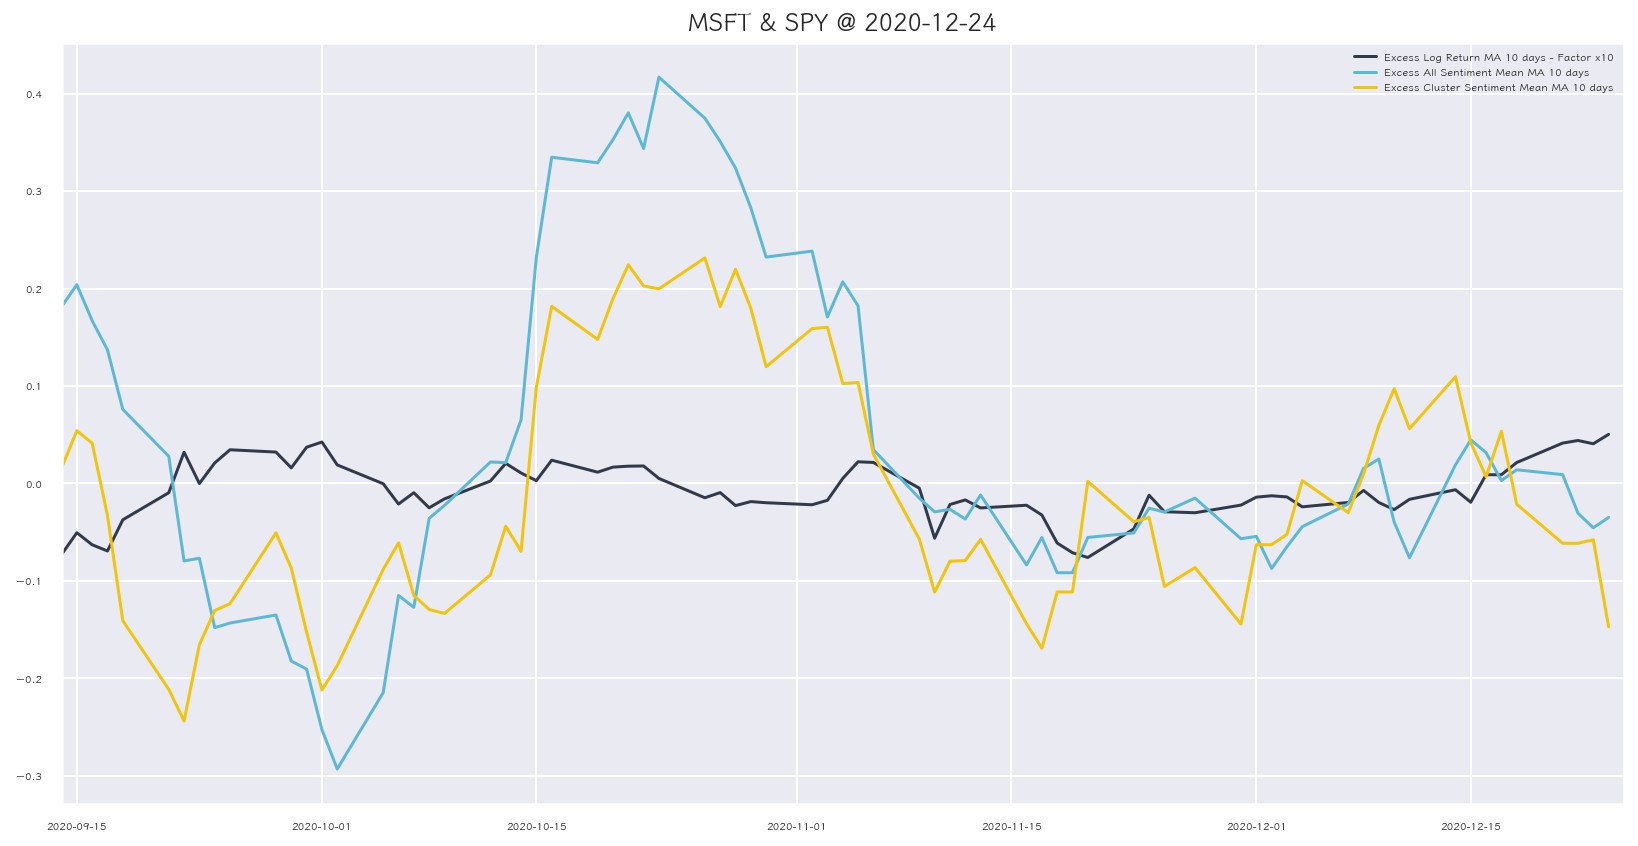 MSFT & SPY @ 2020-12-24
Excess Log Return MA 10 days - Factor x10
Excess All Sentiment Mean MA 10 days
Excess Cluster Sentiment Mean MA 10 days
0.4
0.3
0.2
0.1
0.0
−0.1
−0.2
−0.3
2020-09-15 2020-10-01 2020-10-15 2020-11-01 2020-11-15 2020-12-01 2020-12-15